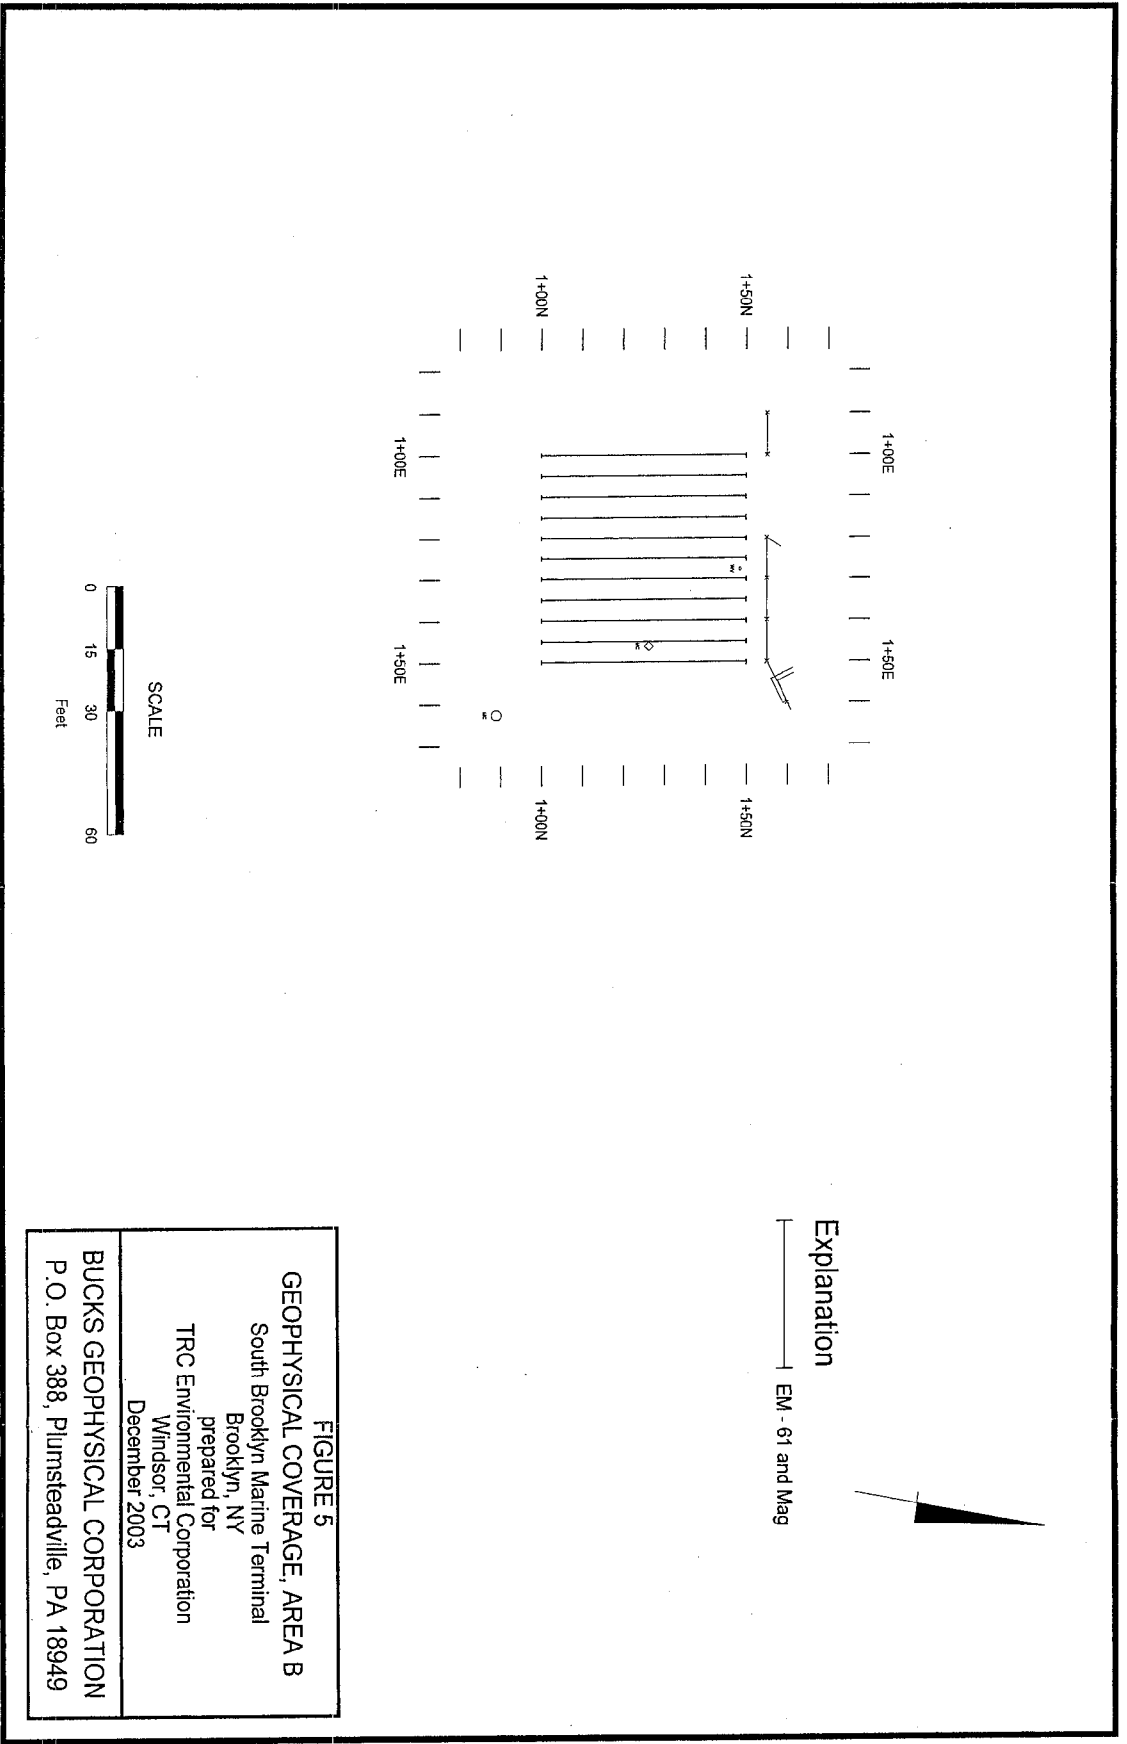 1+00E
1+50E
1+50N
1+50N
1+00N
1+00N
1+00E
1+50E
Explanation
EM - 61 and Mag
SCALE
0 15 30 60
Feet
FIGURE 5
GEOPHYSICAL COVERAGE, AREA B
South Brooklyn Marine Terminal
Brooklyn, NY
prepared for
TRC Environmental Corporation
Windsor, CT
December 2003
BUCKS GEOPHYSICAL CORPORATION
P.O. Box 388, Plumsteadville, PA 18949